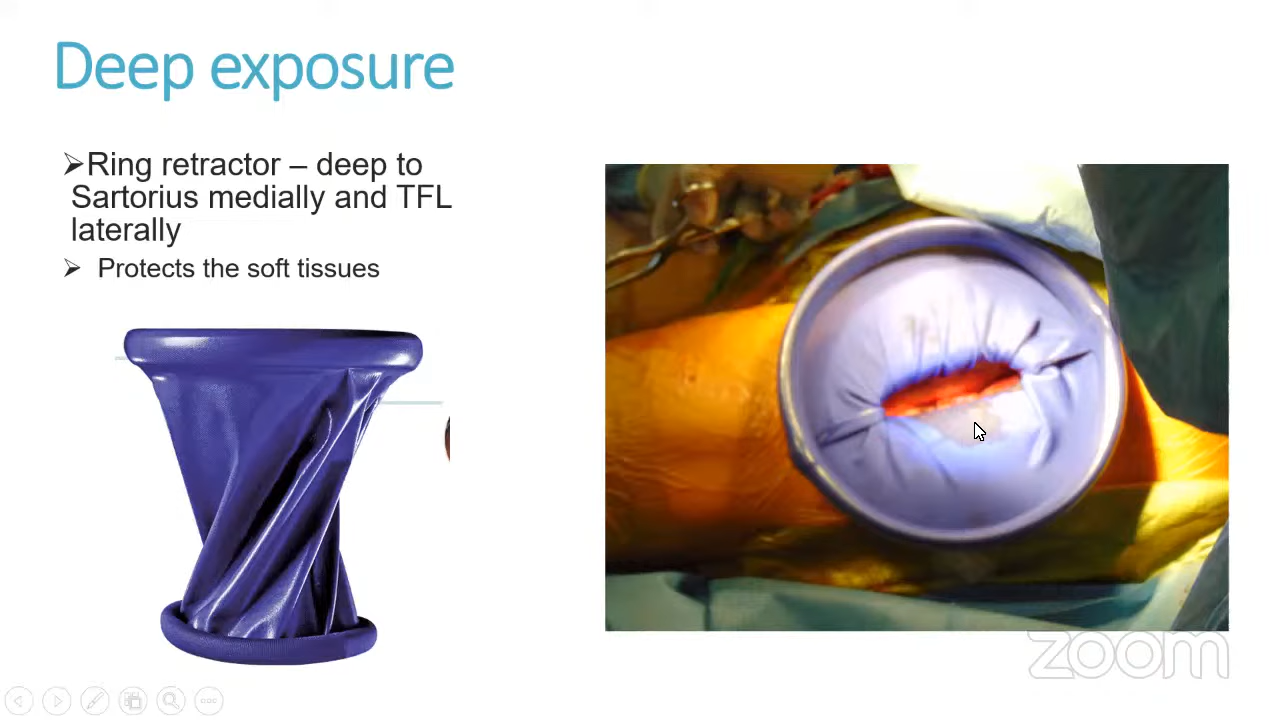 Deep exposure
➢Ring retractor – deep to
Sartorius medially and TFL
laterally
➢ Protects the soft tissues
zoom